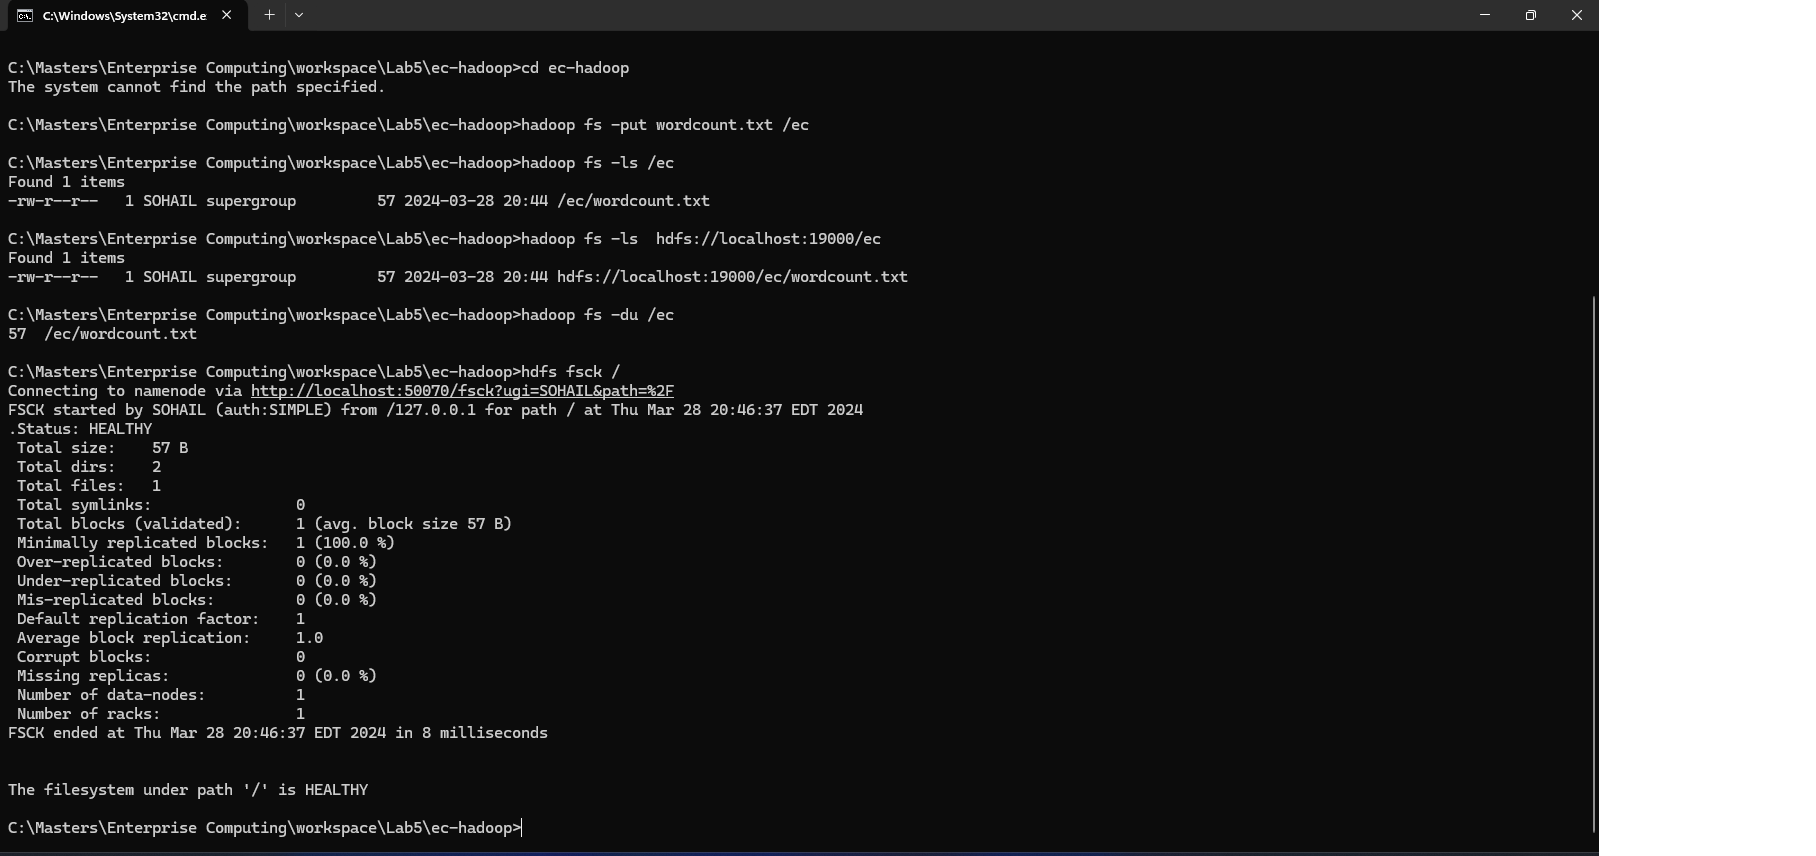 C:\Windows\System32\cmd.e
C:\Masters\Enterprise Computing\workspace\Lab5\ec-hadoop>cd ec-hadoop
The system cannot find the path specified.
C:\Masters\Enterprise Computing\workspace\Lab5\ec-hadoop>hadoop fs -put wordcount.txt /ec
C:\Masters\Enterprise Computing\workspace\Lab5\ec-hadoop>hadoop fs -ls /ec
Found 1 items
-rw-r--r--   1 SOHAIL supergroup         57 2024-03-28 20:44 /ec/wordcount.txt
C:\Masters\Enterprise Computing\workspace\Lab5\ec-hadoop>hadoop fs -ls  hdfs://localhost:19000/ec
Found 1 items
-rw-r--r--   1 SOHAIL supergroup         57 2024-03-28 20:44 hdfs://localhost:19000/ec/wordcount.txt
C:\Masters\Enterprise Computing\workspace\Lab5\ec-hadoop>hadoop fs -du /ec
57  /ec/wordcount.txt
C:\Masters\Enterprise Computing\workspace\Lab5\ec-hadoop>hdfs fsck /
Connecting to namenode via http://localhost:50070/fsck?ugi=SOHAIL&path=%2F
FSCK started by SOHAIL (auth:SIMPLE) from /127.0.0.1 for path / at Thu Mar 28 20:46:37 EDT 2024
.Status: HEALTHY
 Total size:    57 B
 Total dirs:    2
 Total files:   1
 Total symlinks:                0
 Total blocks (validated):      1 (avg. block size 57 B)
 Minimally replicated blocks:   1 (100.0 %)
 Over-replicated blocks:        0 (0.0 %)
 Under-replicated blocks:       0 (0.0 %)
 Mis-replicated blocks:         0 (0.0 %)
 Default replication factor:    1
 Average block replication:     1.0
 Corrupt blocks:                0
 Missing replicas:              0 (0.0 %)
 Number of data-nodes:          1
 Number of racks:               1
FSCK ended at Thu Mar 28 20:46:37 EDT 2024 in 8 milliseconds
The filesystem under path '/' is HEALTHY
C:\Masters\Enterprise Computing\workspace\Lab5\ec-hadoop>